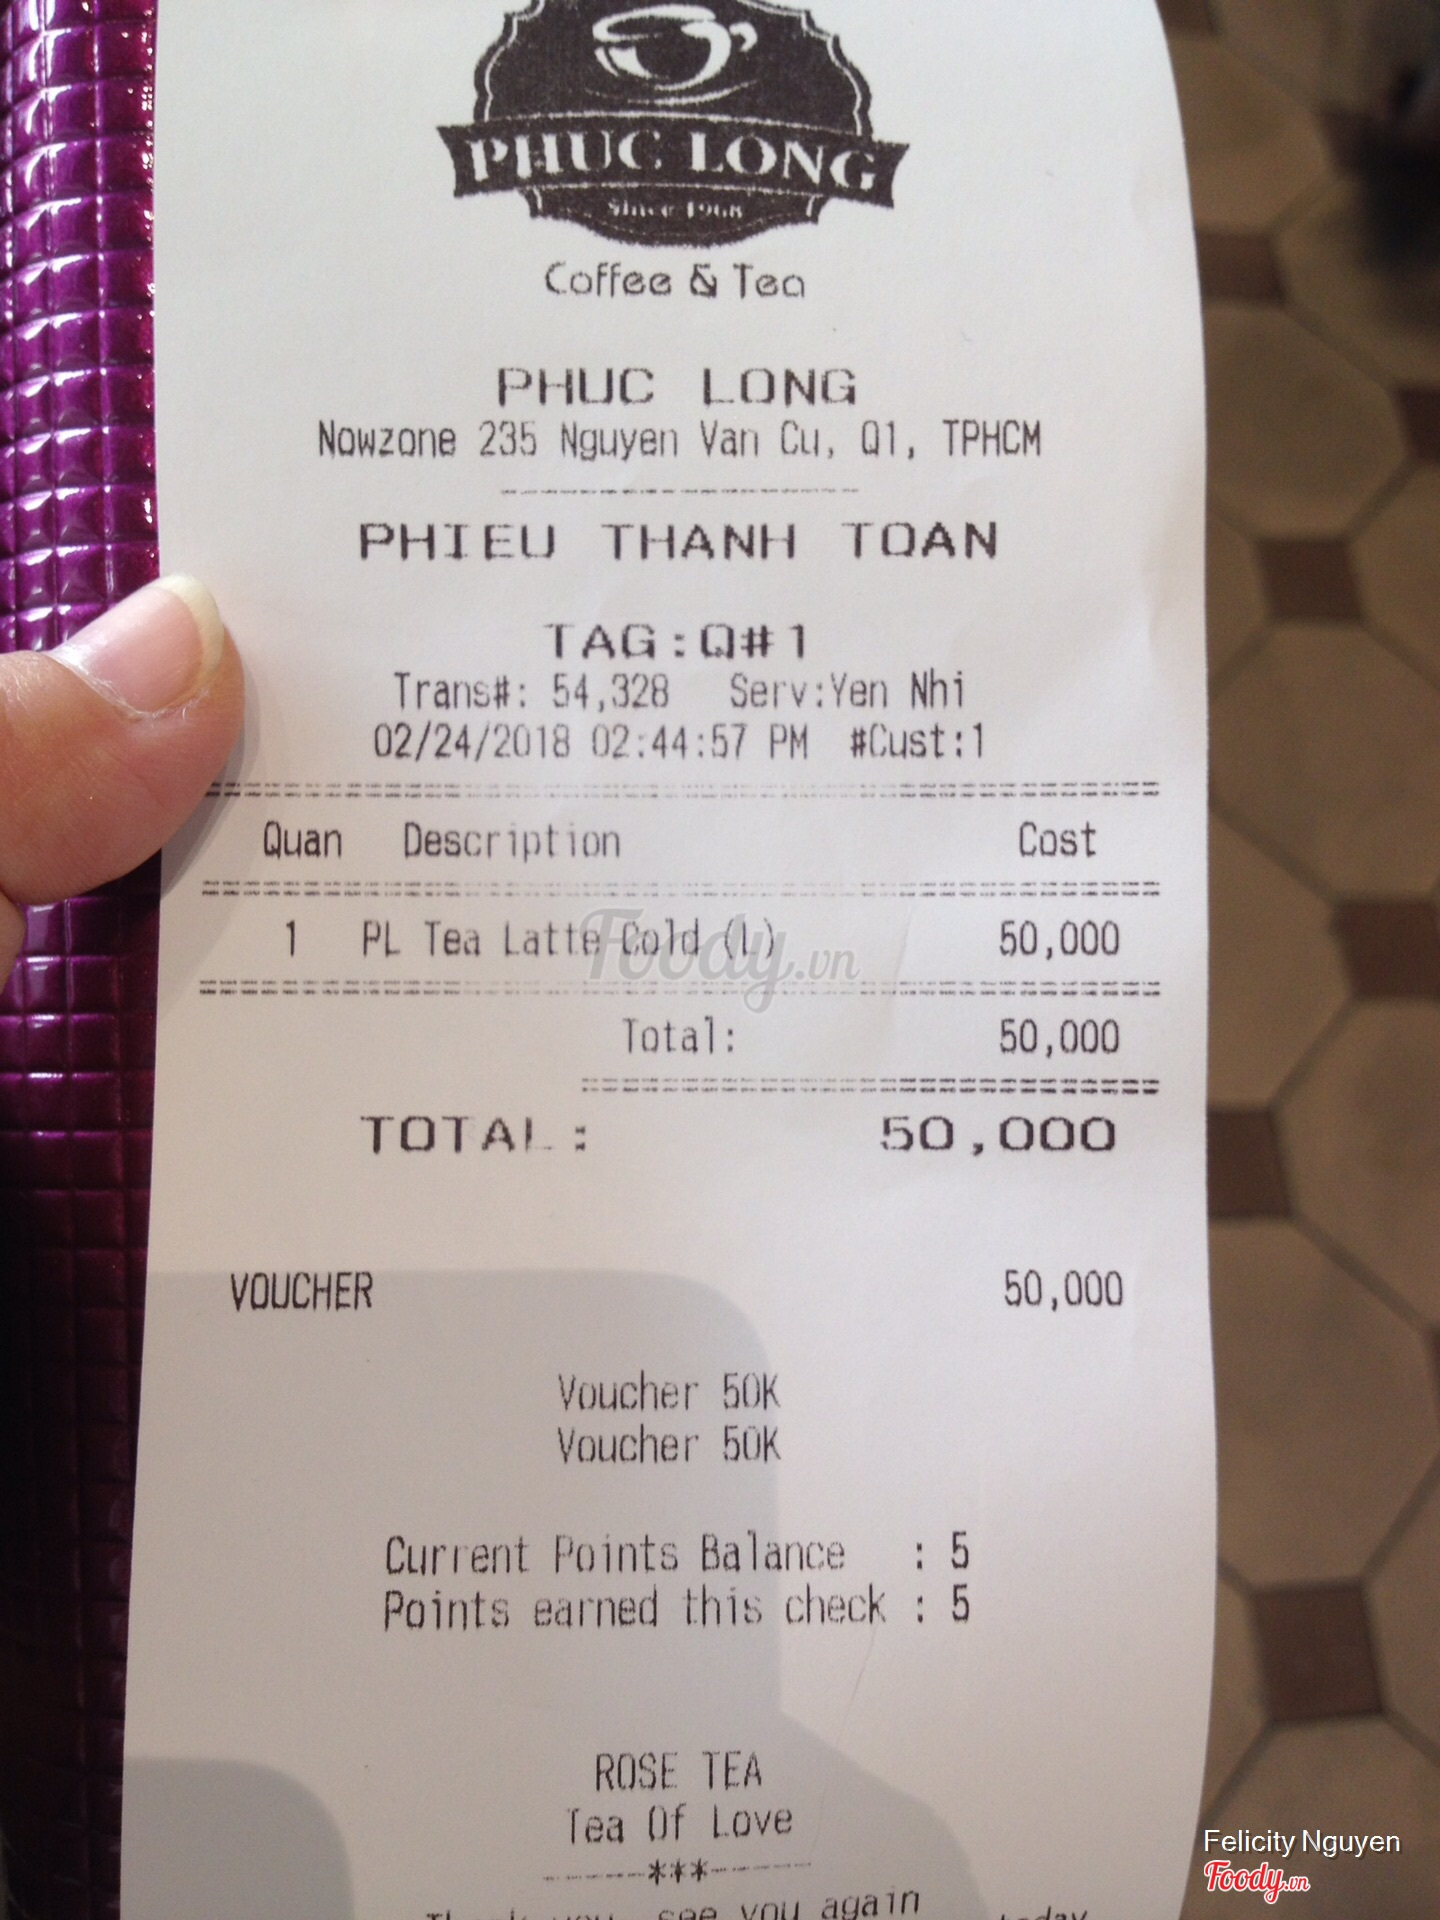 PHUC LONG
Since 1968
Coffee & Tea
PHUC LONG
Nowzone 235 Nguyen Van Cu, Q1, TPHCM
PHIEU THANH TOAN
TAG:Q#1
Trans#: 54,328 Serv:Yen Nhi
02/24/2018 02:44:57 PM #Cust:1
Quan Description Cost
1 PL Tea Latte Cold (L) 50,000
Foody.vn
Total: 50,000
TOTAL: 50,000
VOUCHER 50,000
Voucher 50K
Voucher 50K
Current Points Balance : 5
Points earned this check : 5
ROSE TEA
Tea Of Love
-----***-----
Thank you, see you again
today
Felicity Nguyen
Foody.vn